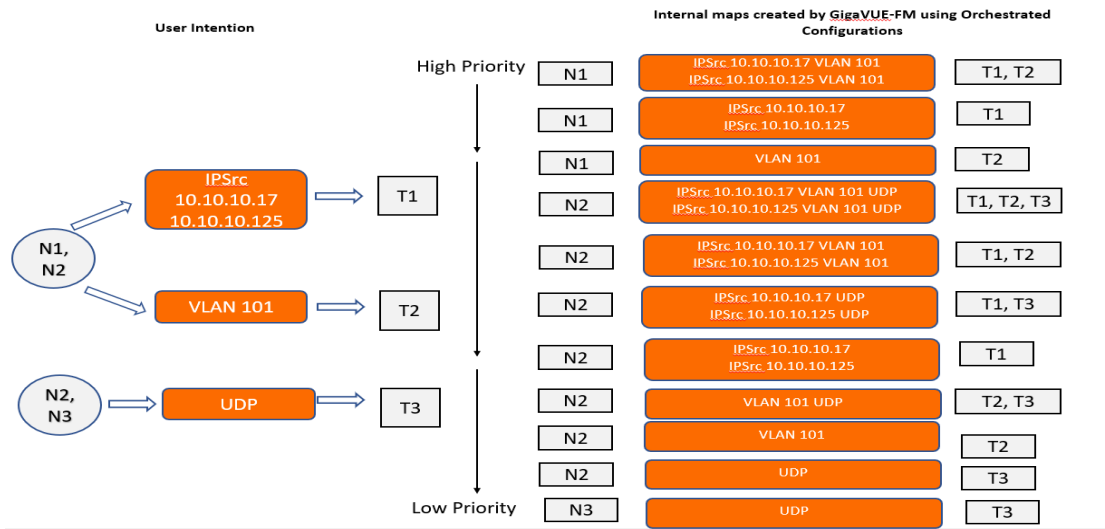 User Intention
Internal maps created by GigaVUE-FM using Orchestrated
Configurations
High Priority
N1
IPSrc 10.10.10.17 VLAN 101
IPSrc 10.10.10.125 VLAN 101
T1, T2
N1
IPSrc 10.10.10.17
IPSrc 10.10.10.125
T1
N1
VLAN 101
T2
N2
IPSrc 10.10.10.17 VLAN 101 UDP
IPSrc 10.10.10.125 VLAN 101 UDP
T1, T2, T3
N2
IPSrc 10.10.10.17 VLAN 101
IPSrc 10.10.10.125 VLAN 101
T1, T2
N2
IPSrc 10.10.10.17 UDP
IPSrc 10.10.10.125 UDP
T1, T3
N2
IPSrc 10.10.10.17
IPSrc 10.10.10.125
T1
N2
VLAN 101 UDP
T2, T3
N2
VLAN 101
T2
N2
UDP
T3
Low Priority
N3
UDP
T3
N1,
N2
IPSrc
10.10.10.17
10.10.10.125
T1
VLAN 101
T2
N2,
N3
UDP
T3